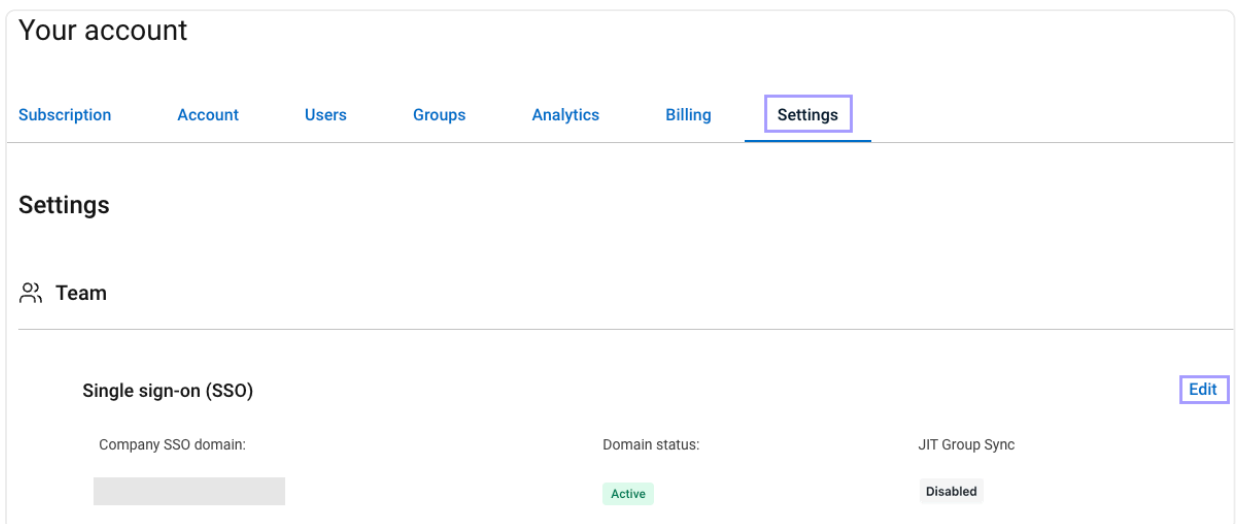 Your account
Subscription Account Users Groups Analytics Billing Settings
Settings
Team
Single sign-on (SSO) Edit
Company SSO domain: Domain status: JIT Group Sync
Active Disabled